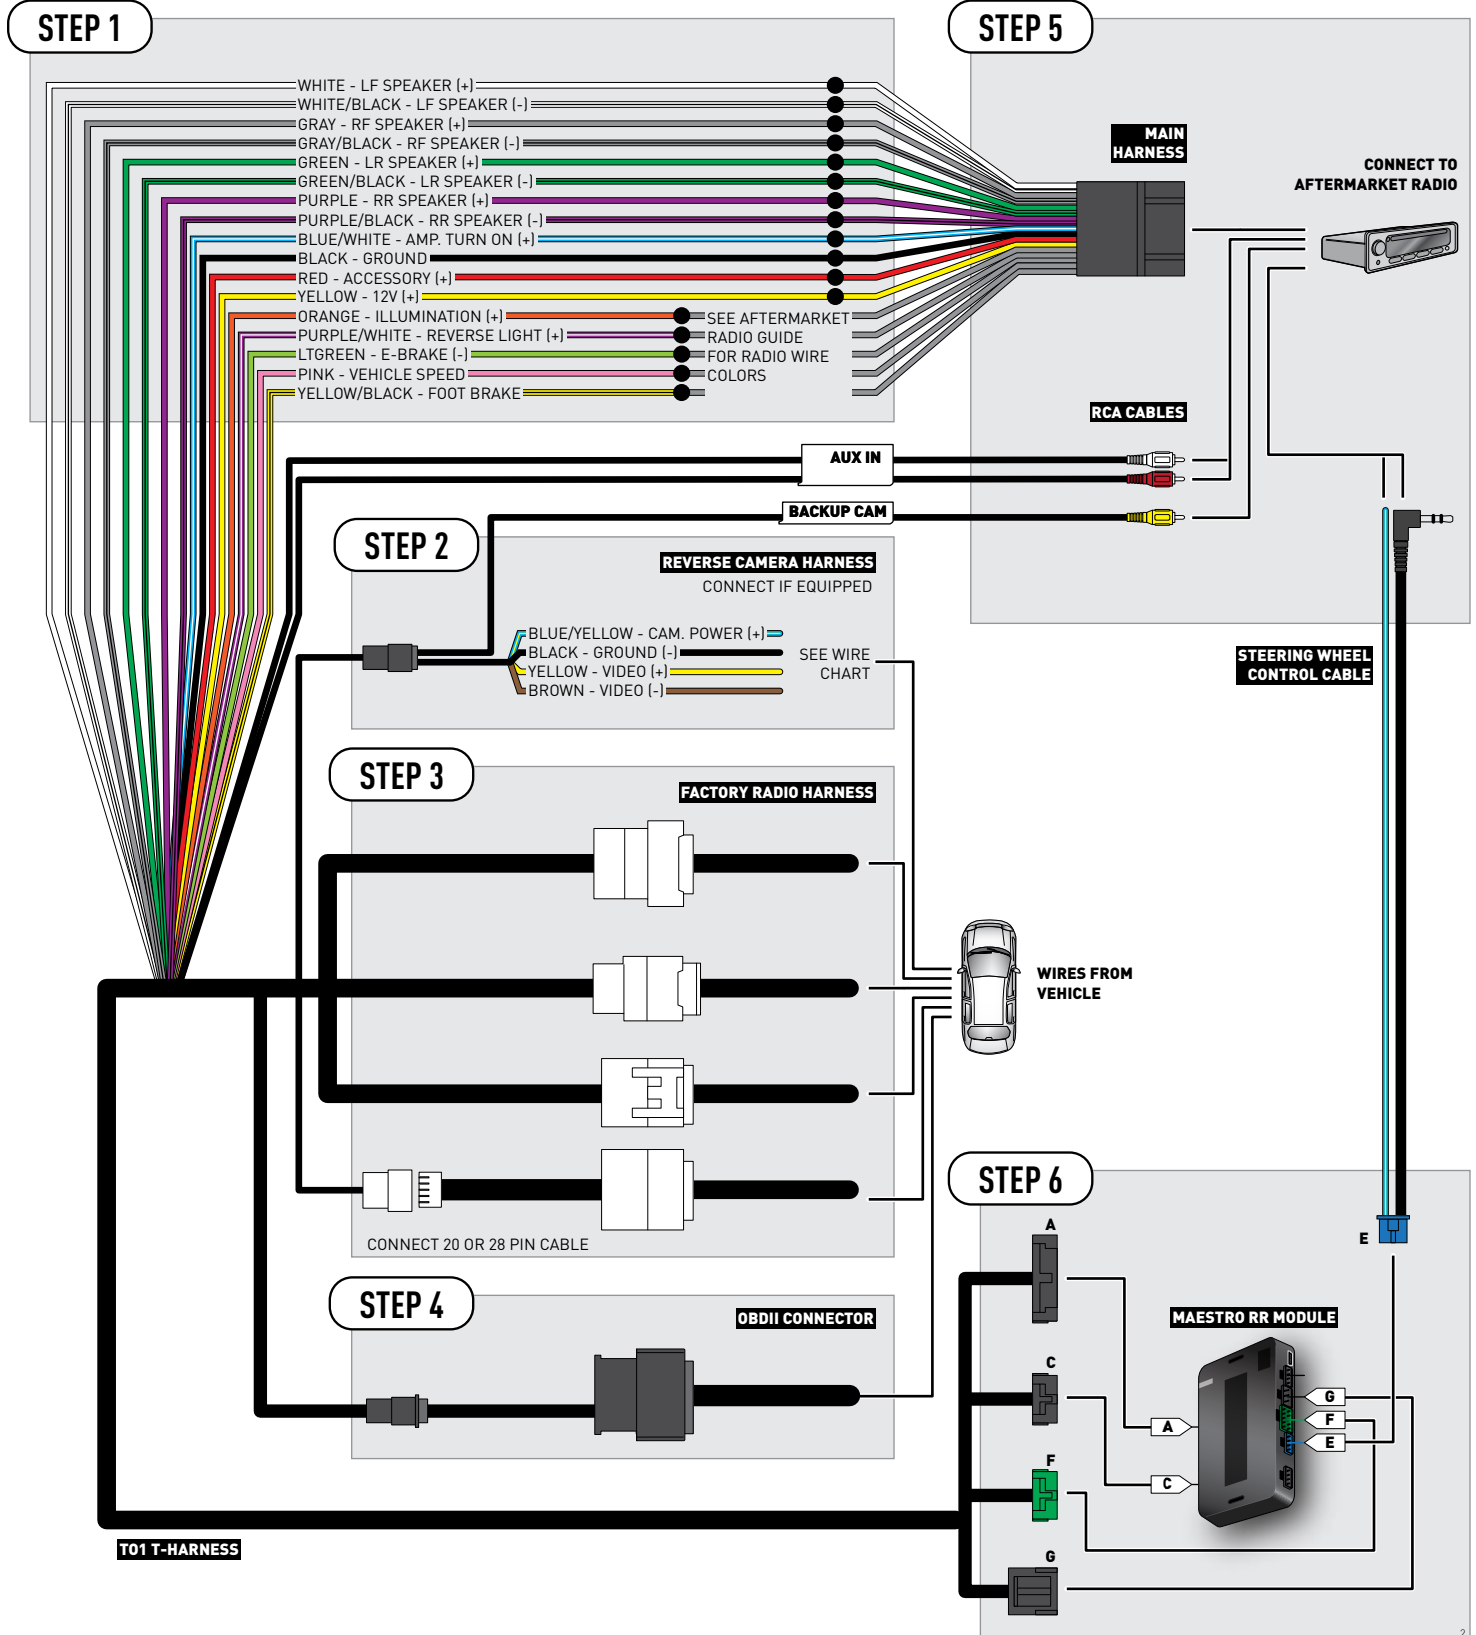 STEP 1
WHITE - LF SPEAKER (+)
WHITE/BLACK - LF SPEAKER (-)
GRAY - RF SPEAKER (+)
GRAY/BLACK - RF SPEAKER (-)
GREEN - LR SPEAKER (+)
GREEN/BLACK - LR SPEAKER (-)
PURPLE - RR SPEAKER (+)
PURPLE/BLACK - RR SPEAKER (-)
BLUE/WHITE - AMP. TURN ON (+)
BLACK - GROUND
RED - ACCESSORY (+)
YELLOW - 12V (+)
ORANGE - ILLUMINATION (+)
PURPLE/WHITE - REVERSE LIGHT (+)
LTGREEN - E-BRAKE (-)
PINK - VEHICLE SPEED
YELLOW/BLACK - FOOT BRAKE
SEE AFTERMARKET
RADIO GUIDE
FOR RADIO WIRE
COLORS
STEP 5
MAIN
HARNESS
CONNECT TO
AFTERMARKET RADIO
RCA CABLES
AUX IN
BACKUP CAM
STEP 2
REVERSE CAMERA HARNESS
CONNECT IF EQUIPPED
BLUE/YELLOW - CAM. POWER (+)
BLACK - GROUND (-)
YELLOW - VIDEO (+)
BROWN - VIDEO (-)
SEE WIRE
CHART
STEERING WHEEL
CONTROL CABLE
STEP 3
FACTORY RADIO HARNESS
WIRES FROM
VEHICLE
CONNECT 20 OR 28 PIN CABLE
STEP 4
OBDII CONNECTOR
STEP 6
A
E
MAESTRO RR MODULE
C
G
F
E
A
C
F
G
T01 T-HARNESS
2